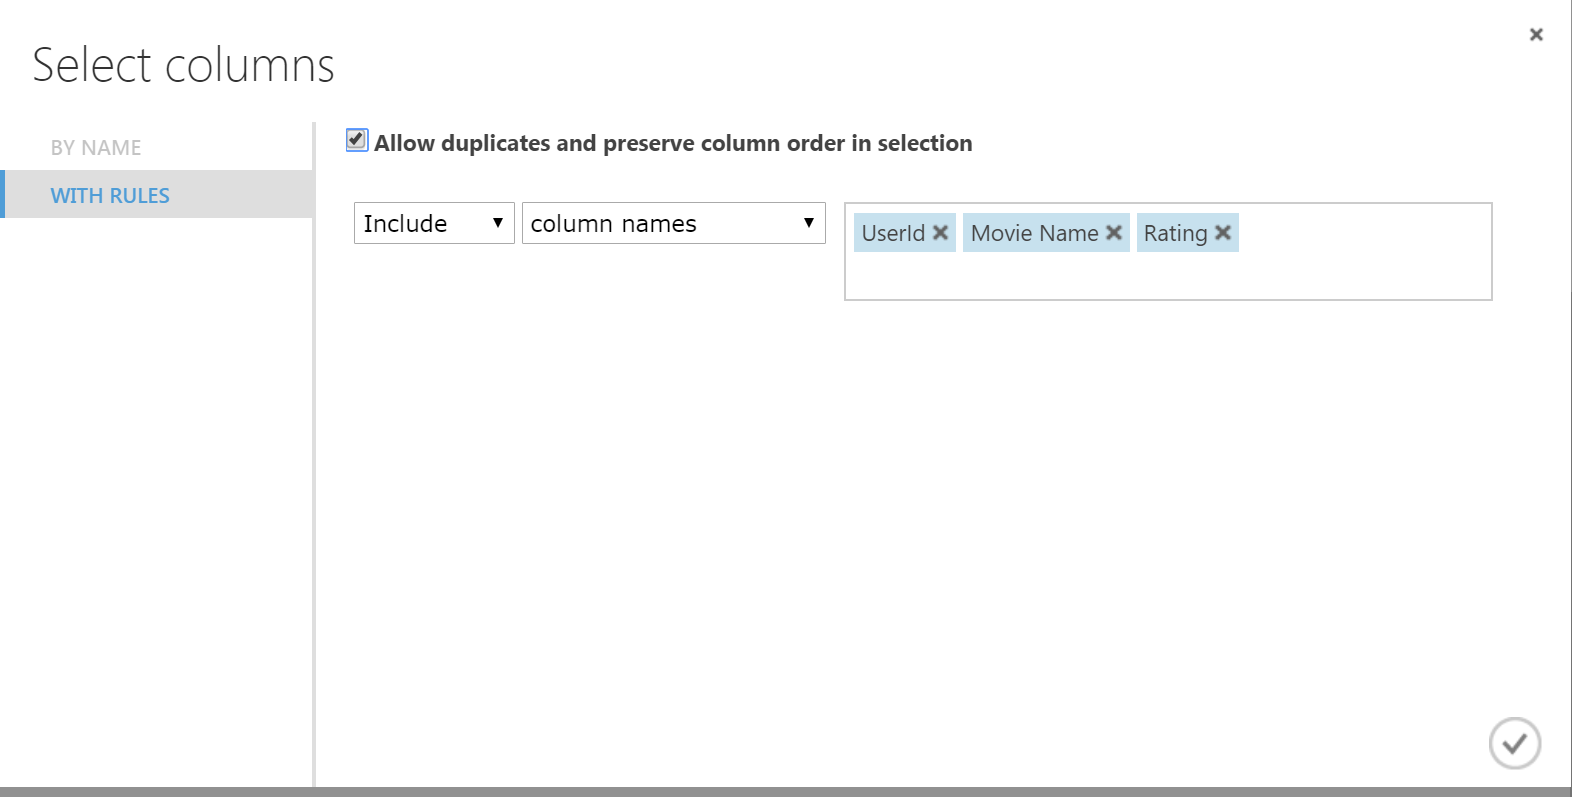 Select columns
BY NAME
WITH RULES
Allow duplicates and preserve column order in selection
Include column names UserId Movie Name Rating